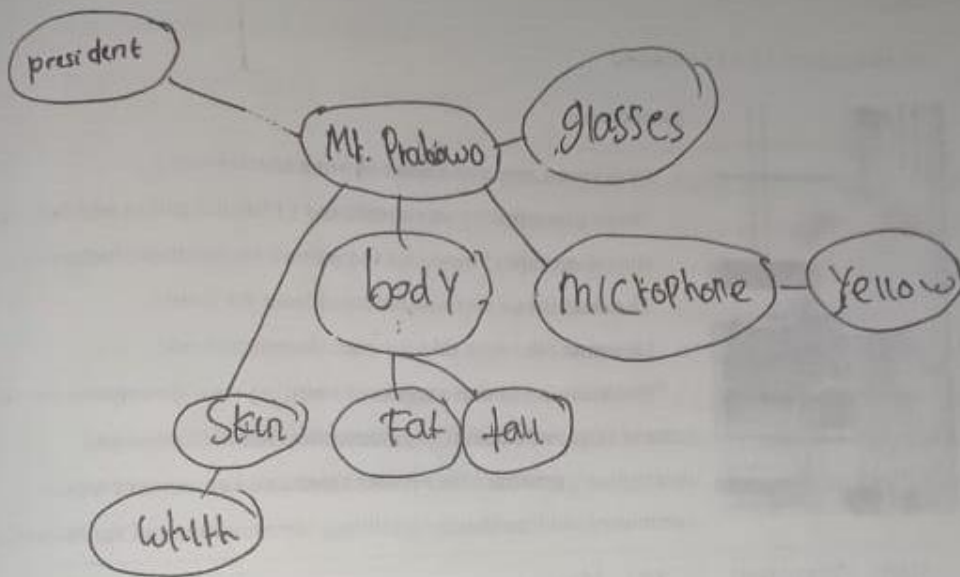 president
Mr. Prabowo
glasses
body
microphone
yellow
Skin
Fat
tall
whith